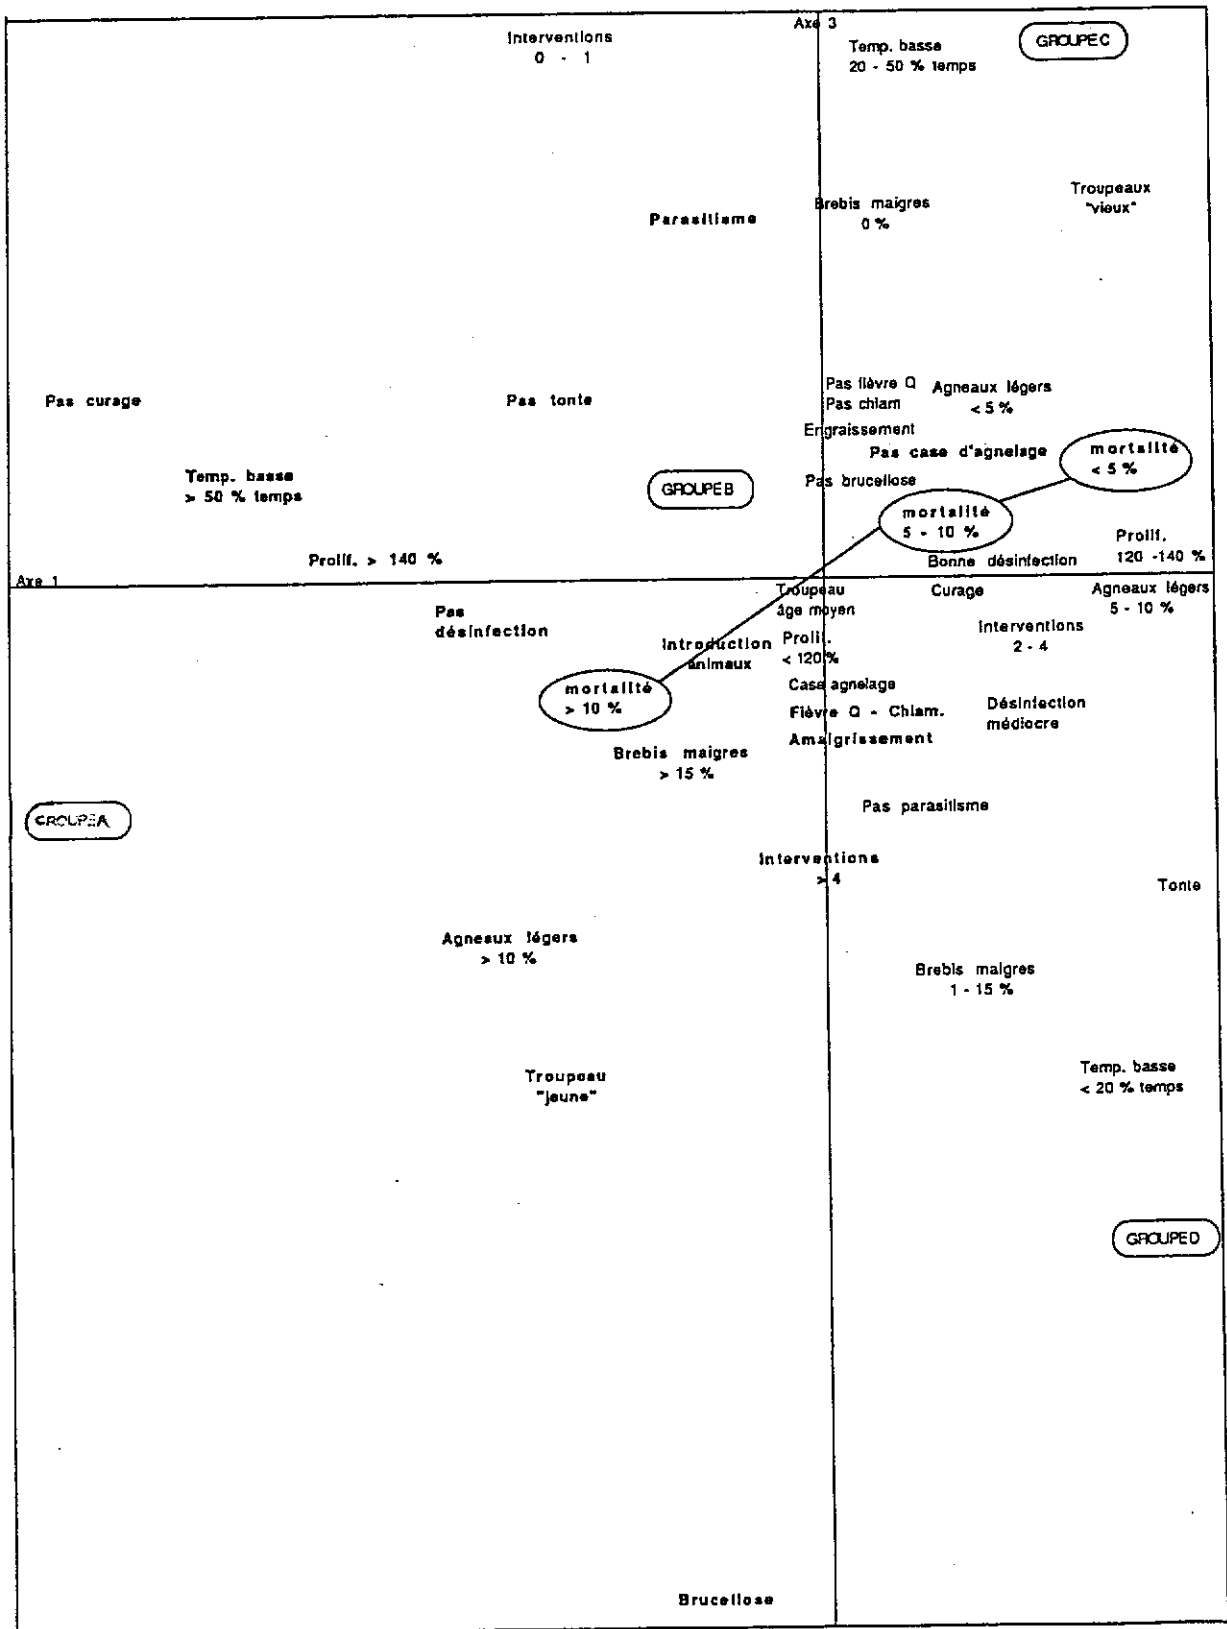 Axe 3
Interventions
0 - 1
Temp. basse
20 - 50 % temps
GROUPE C
Troupeaux
"vieux"
Parasitisme
Brebis maigres
0 %
Pas curage
Pas tonte
Pas fièvre Q
Pas chlam
Agneaux légers
< 5 %
Engraissement
Pas case d'agnelage
mortalité
< 5 %
Temp. basse
> 50 % temps
GROUPE B
Pas brucellose
mortalité
5 - 10 %
Prolif. > 140 %
Bonne désinfection
Prolif.
120 -140 %
Axe 1
Pas
désinfection
Troupeau
âge moyen
Curage
Agneaux légers
5 - 10 %
Introduction
animaux
Prolif.
< 120 %
Interventions
2 - 4
mortalité
> 10 %
Case agnelage
Fièvre Q - Chlam.
Désinfection
médiocre
Amaigrissement
Brebis maigres
> 15 %
GROUPE A
Pas parasitisme
Interventions
> 4
Tonte
Agneaux légers
> 10 %
Brebis maigres
1 - 15 %
Troupeau
"jeune"
Temp. basse
< 20 % temps
GROUPE D
Brucellose